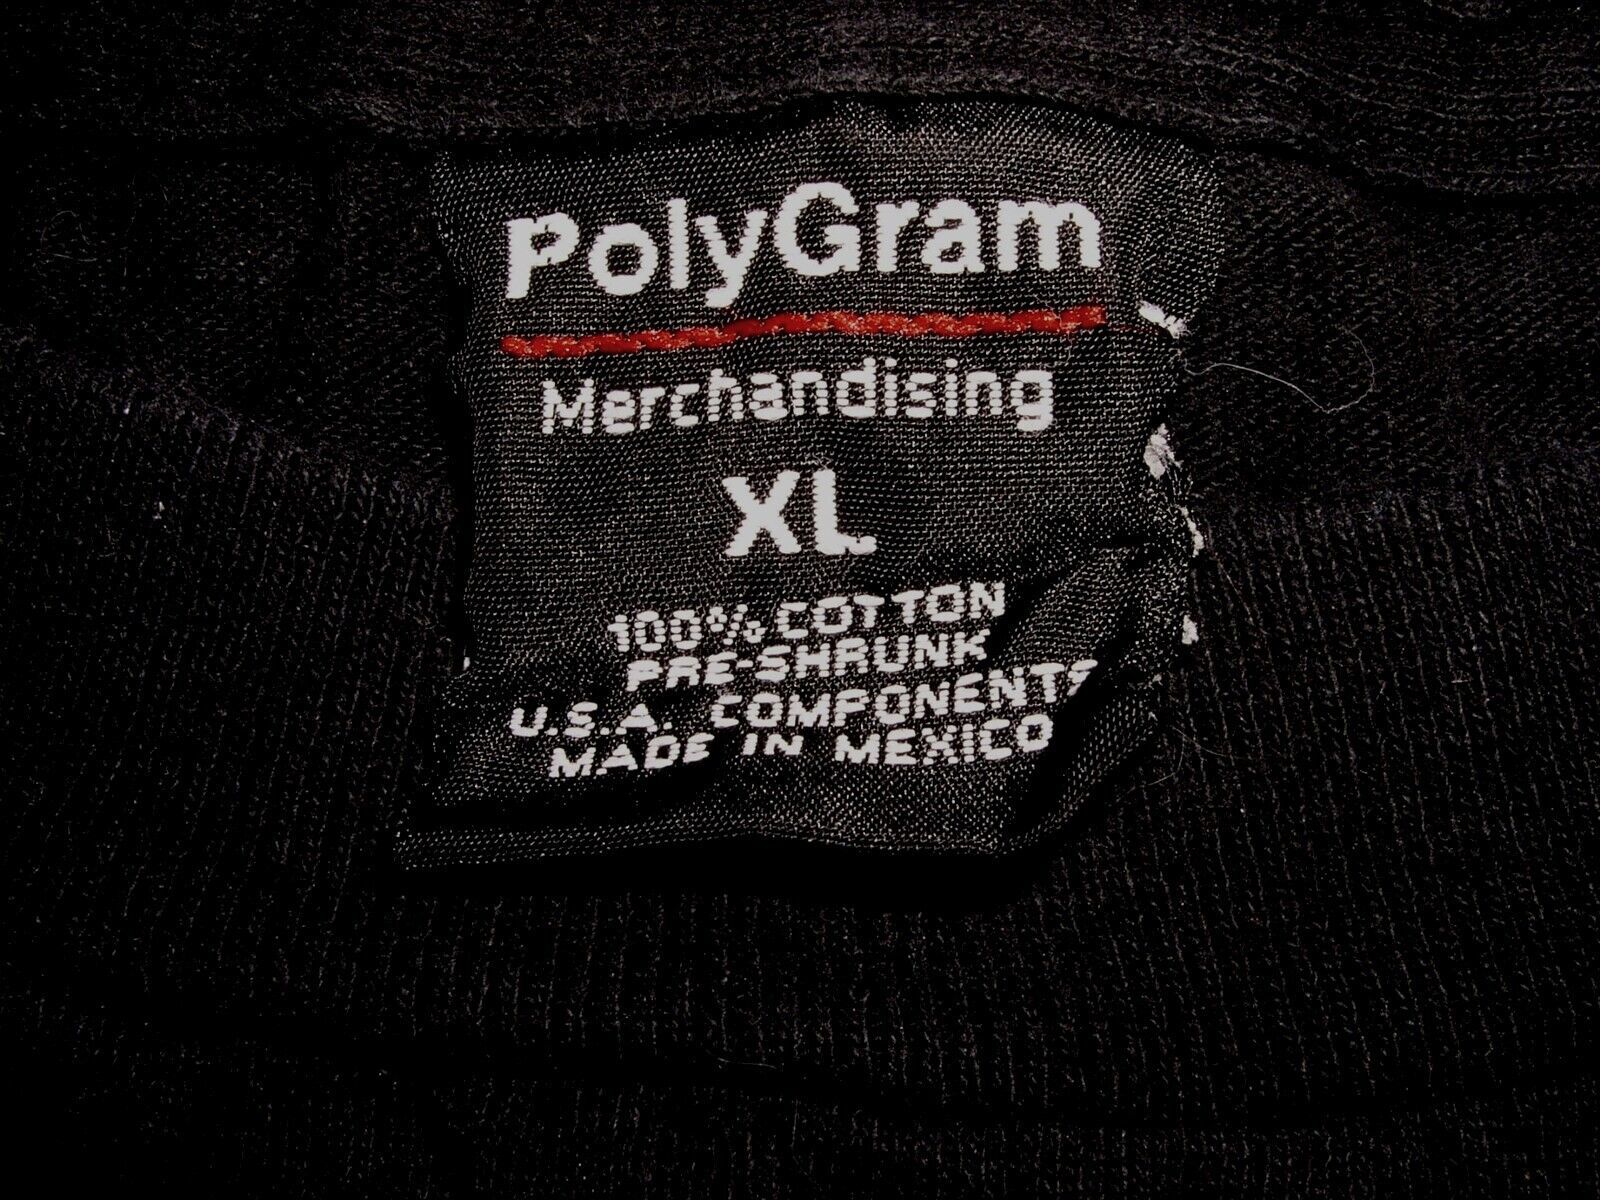 PolyGram
Merchandising
XL
100% COTTON
PRE-SHRUNK
U.S.A. COMPONENTS
MADE IN MEXICO